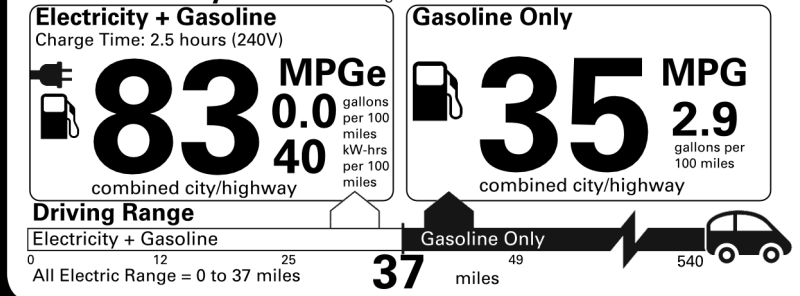 Electricity + Gasoline
Charge Time: 2.5 hours (240V)
83
MPGe
0.0
gallons
per 100
miles
40
kW-hrs
per 100
miles
combined city/highway
Gasoline Only
35
MPG
2.9
gallons per
100 miles
combined city/highway
Driving Range
Electricity + Gasoline
Gasoline Only
0 12 25 37 49 540
All Electric Range = 0 to 37 miles
miles